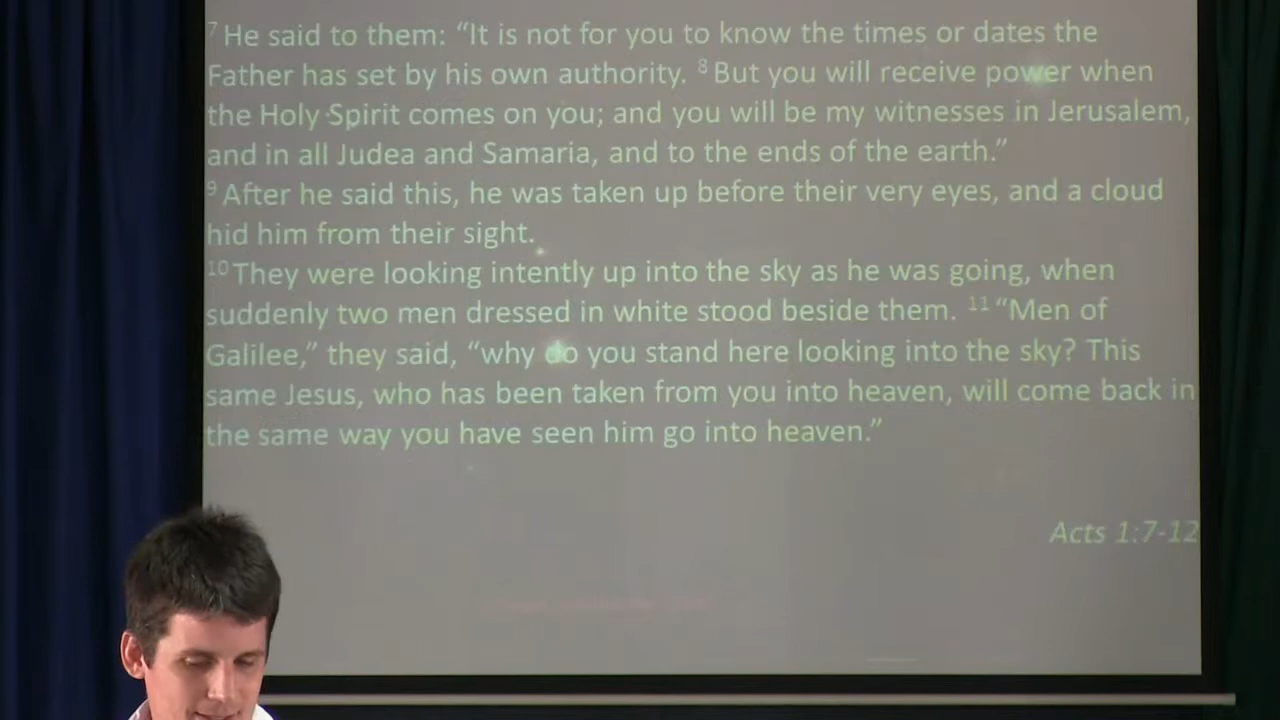 7 He said to them: “It is not for you to know the times or dates the
Father has set by his own authority. 8 But you will receive power when
the Holy Spirit comes on you; and you will be my witnesses in Jerusalem,
and in all Judea and Samaria, and to the ends of the earth.”
9 After he said this, he was taken up before their very eyes, and a cloud
hid him from their sight.
10 They were looking intently up into the sky as he was going, when
suddenly two men dressed in white stood beside them. 11 “Men of
Galilee,” they said, “why do you stand here looking into the sky? This
same Jesus, who has been taken from you into heaven, will come back in
the same way you have seen him go into heaven.”
Acts 1:7-12